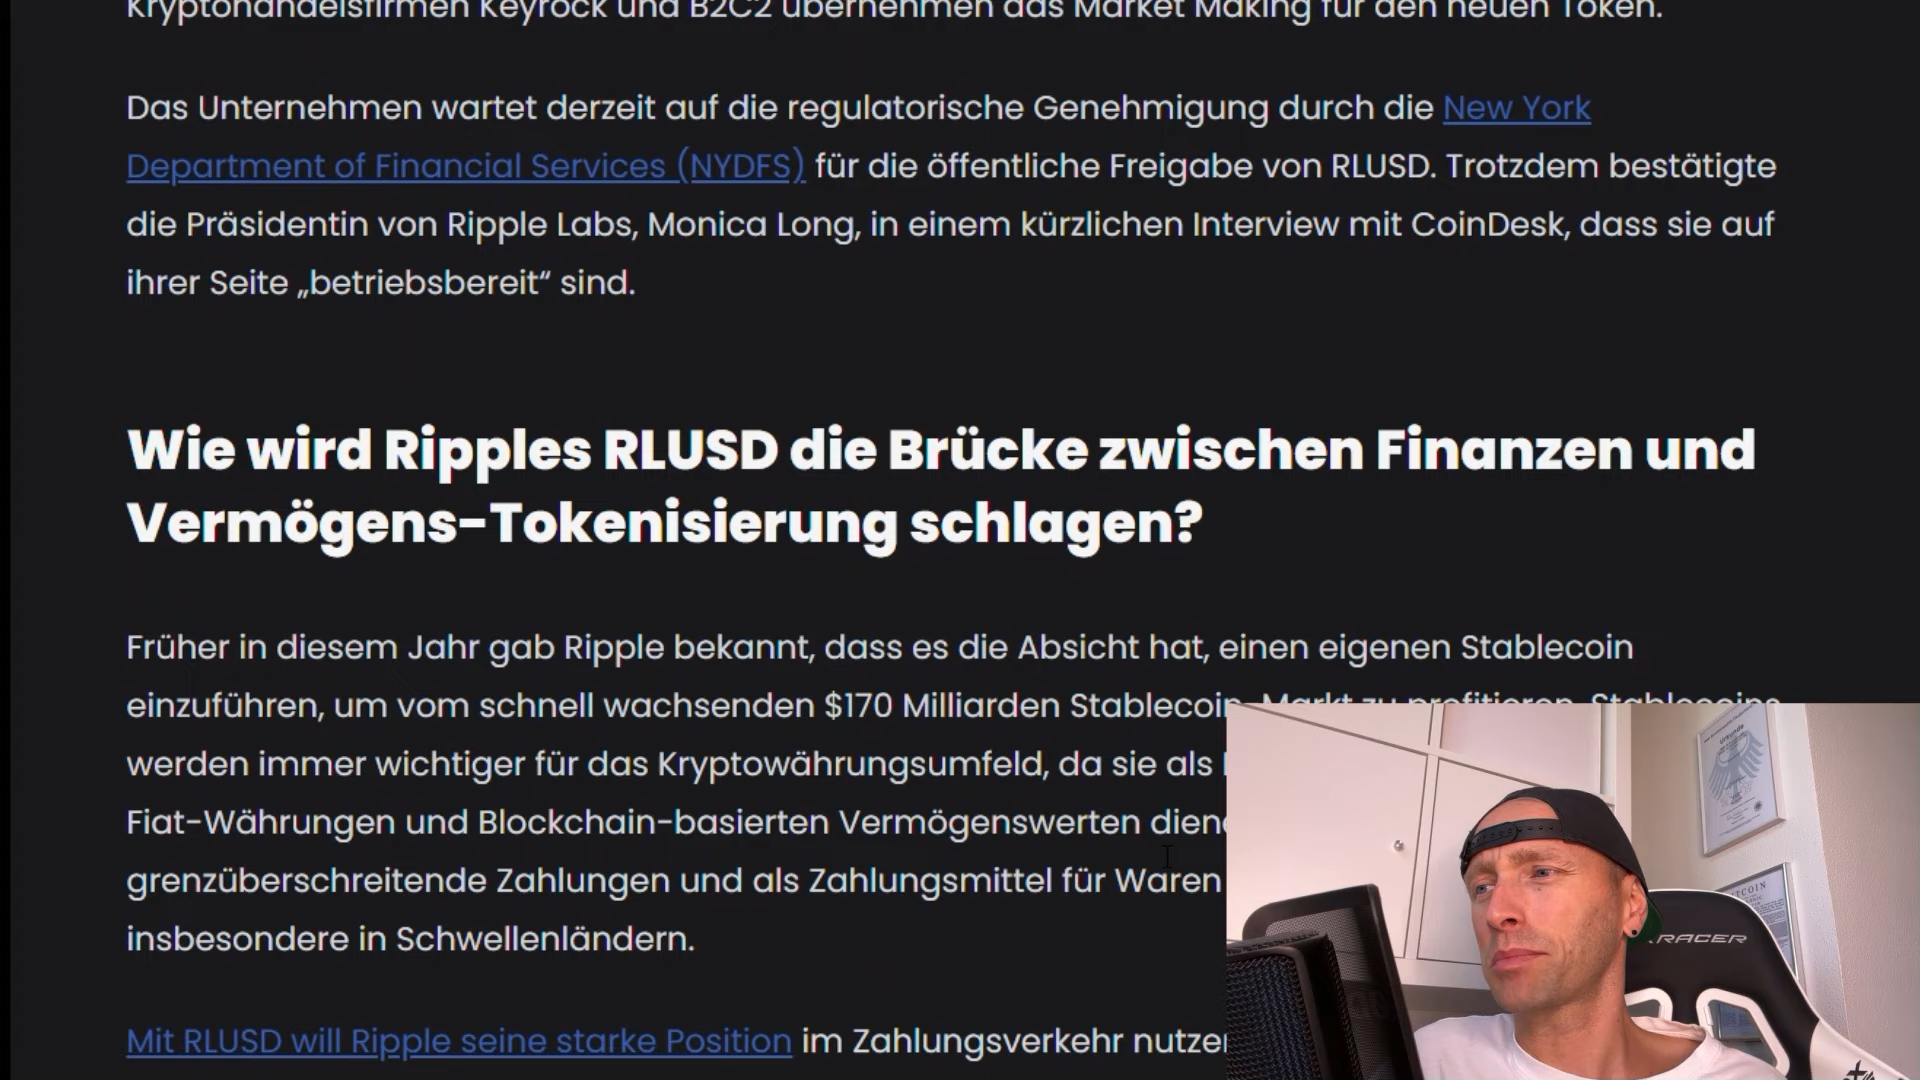 Kryptohandelsfirmen Keyrock und B2C2 übernehmen das Market Making für den neuen Token.
Das Unternehmen wartet derzeit auf die regulatorische Genehmigung durch die New York
Department of Financial Services (NYDFS) für die öffentliche Freigabe von RLUSD. Trotzdem bestätigte
die Präsidentin von Ripple Labs, Monica Long, in einem kürzlichen Interview mit CoinDesk, dass sie auf
ihrer Seite „betriebsbereit“ sind.
Wie wird Ripples RLUSD die Brücke zwischen Finanzen und
Vermögens-Tokenisierung schlagen?
Früher in diesem Jahr gab Ripple bekannt, dass es die Absicht hat, einen eigenen Stablecoin
einzuführen, um vom schnell wachsenden $170 Milliarden Stablecoin-Markt zu profitieren. Stablecoins
werden immer wichtiger für das Kryptowährungsumfeld, da sie als
Fiat-Währungen und Blockchain-basierten Vermögenswerten
grenzüberschreitende Zahlungen und als Zahlungsmittel für Waren
insbesondere in Schwellenländern.
Mit RLUSD will Ripple seine starke Position im Zahlungsverkehr
Urkunde
RACER